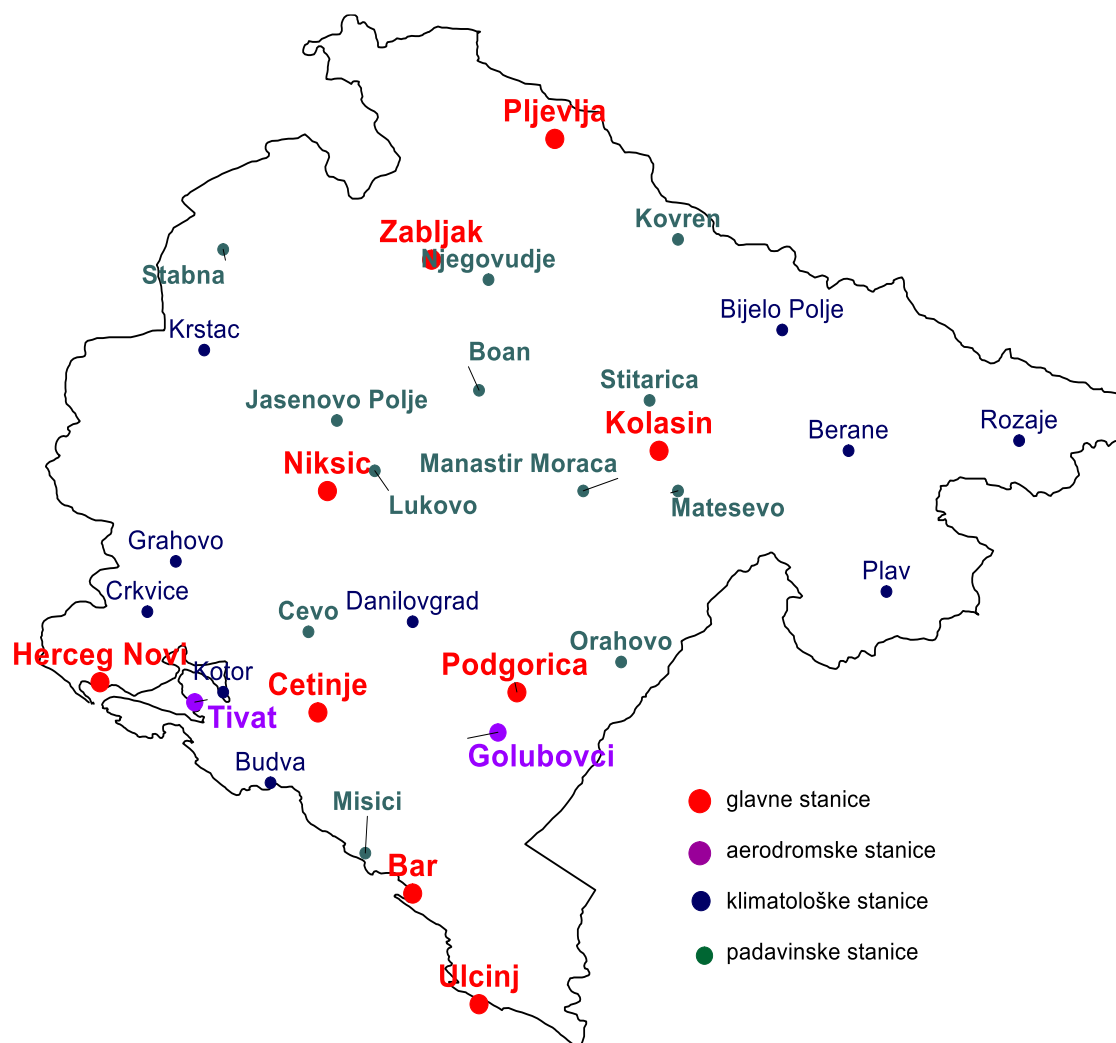 Pljevlja
Kovren
Zabljak
Njegovudje
Stabna
Bijelo Polje
Krstac
Boan
Stitarica
Jasenovo Polje
Kolasin
Rozaje
Berane
Niksic
Manastir Moraca
Lukovo
Matesevo
Grahovo
Plav
Crkvice
Danilovgrad
Cevo
Orahovo
Herceg Novi
Podgorica
Kotor
Cetinje
Tivat
Golubovci
Budva
Misici
glavne stanice
aerodromske stanice
Bar
klimatološke stanice
padavinske stanice
Ulcinj